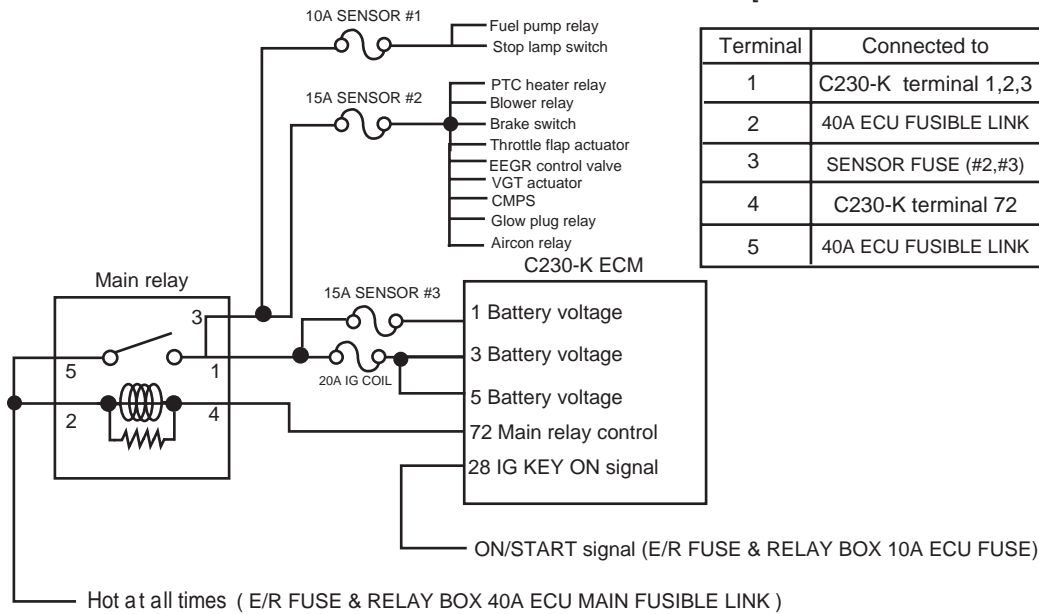 10A SENSOR #1
Fuel pump relay
Stop lamp switch
15A SENSOR #2
PTC heater relay
Blower relay
Brake switch
Throttle flap actuator
EEGR control valve
VGT actuator
CMPS
Glow plug relay
Aircon relay
Terminal Connected to
1 C230-K terminal 1,2,3
2 40A ECU FUSIBLE LINK
3 SENSOR FUSE (#2,#3)
4 C230-K terminal 72
5 40A ECU FUSIBLE LINK
Main relay
3
5
1
2
4
15A SENSOR #3
20A IG COIL
C230-K ECM
1 Battery voltage
3 Battery voltage
5 Battery voltage
72 Main relay control
28 IG KEY ON signal
ON/START signal (E/R FUSE & RELAY BOX 10A ECU FUSE)
Hot at all times ( E/R FUSE & RELAY BOX 40A ECU MAIN FUSIBLE LINK )